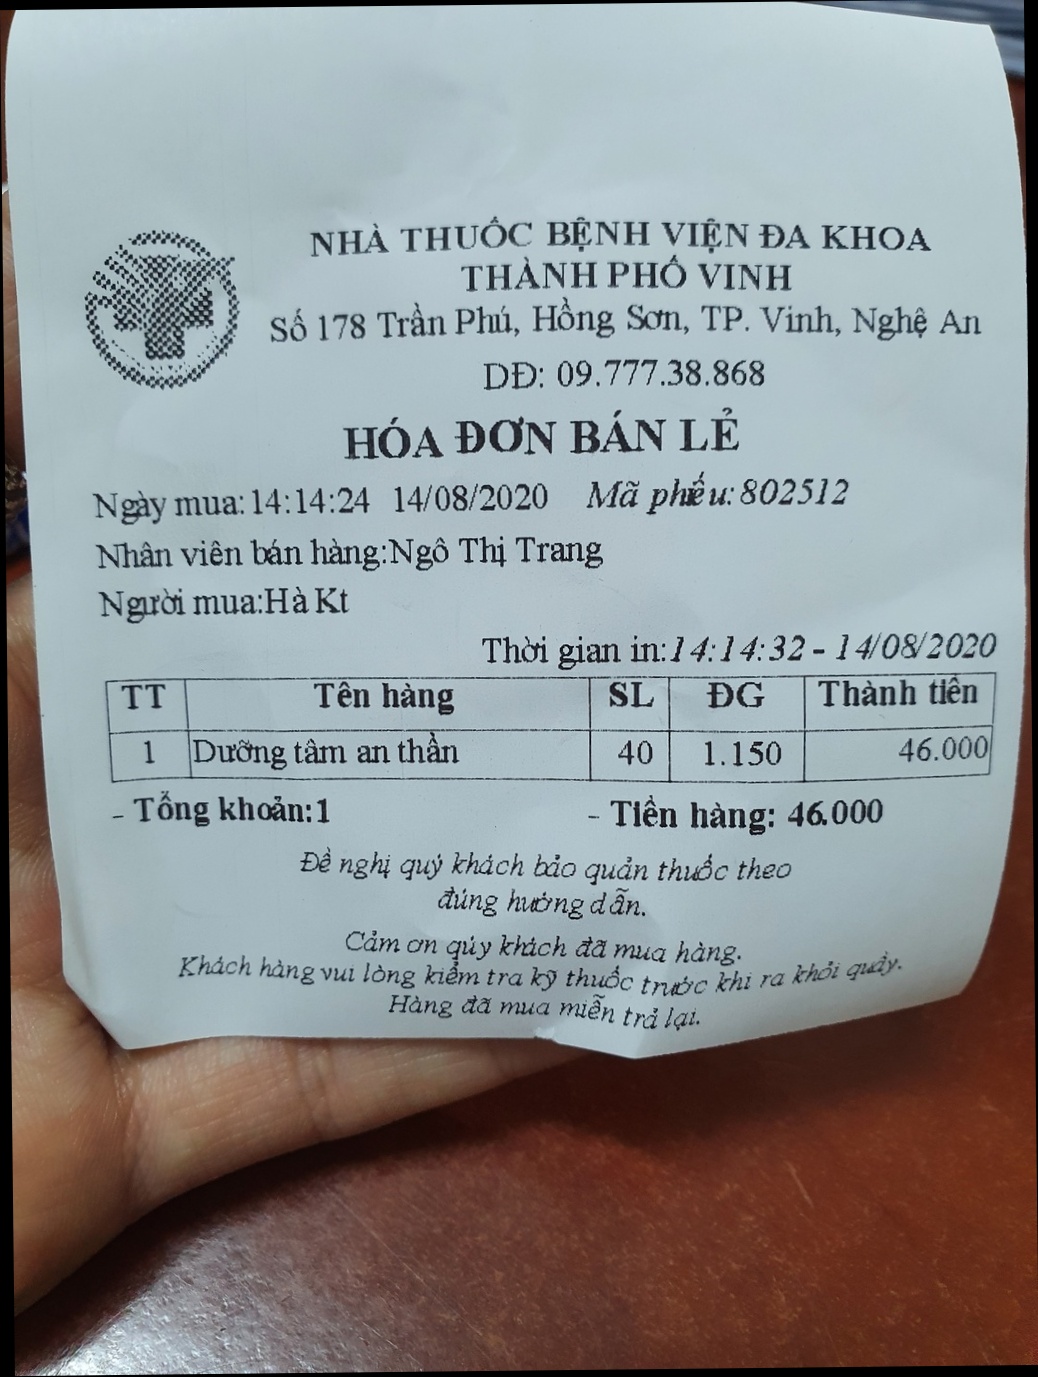 NHÀ THUỐC BỆNH VIỆN ĐA KHOA
THÀNH PHỐ VINH
Số 178 Trần Phú, Hồng Sơn, TP. Vinh, Nghệ An
DĐ: 09.777.38.868
HÓA ĐƠN BÁN LẺ
Ngày mua:14:14:24 14/08/2020 Mã phiếu:802512
Nhân viên bán hàng:Ngô Thị Trang
Người mua:Hà Kt
Thời gian in:14:14:32 - 14/08/2020
TT Tên hàng SL ĐG Thành tiền
1 Dưỡng tâm an thần 40 1.150 46.000
- Tổng khoản:1 - Tiền hàng: 46.000
Đề nghị quý khách bảo quản thuốc theo
đúng hướng dẫn.
Cảm ơn qúy khách đã mua hàng.
Khách hàng vui lòng kiểm tra kỹ thuốc trước khi ra khỏi quầy.
Hàng đã mua miễn trả lại.